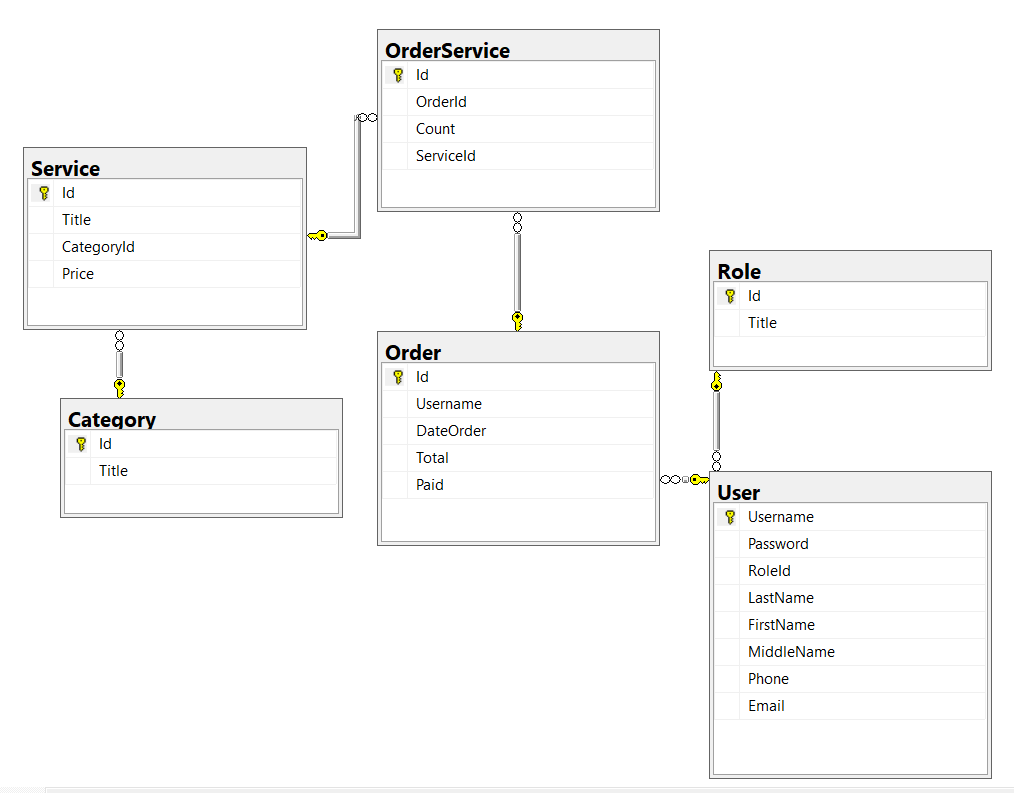 OrderService
Id
OrderId
Count
ServiceId
Service
Id
Title
CategoryId
Price
Role
Id
Title
Order
Id
Username
DateOrder
Total
Paid
Category
Id
Title
User
Username
Password
RoleId
LastName
FirstName
MiddleName
Phone
Email